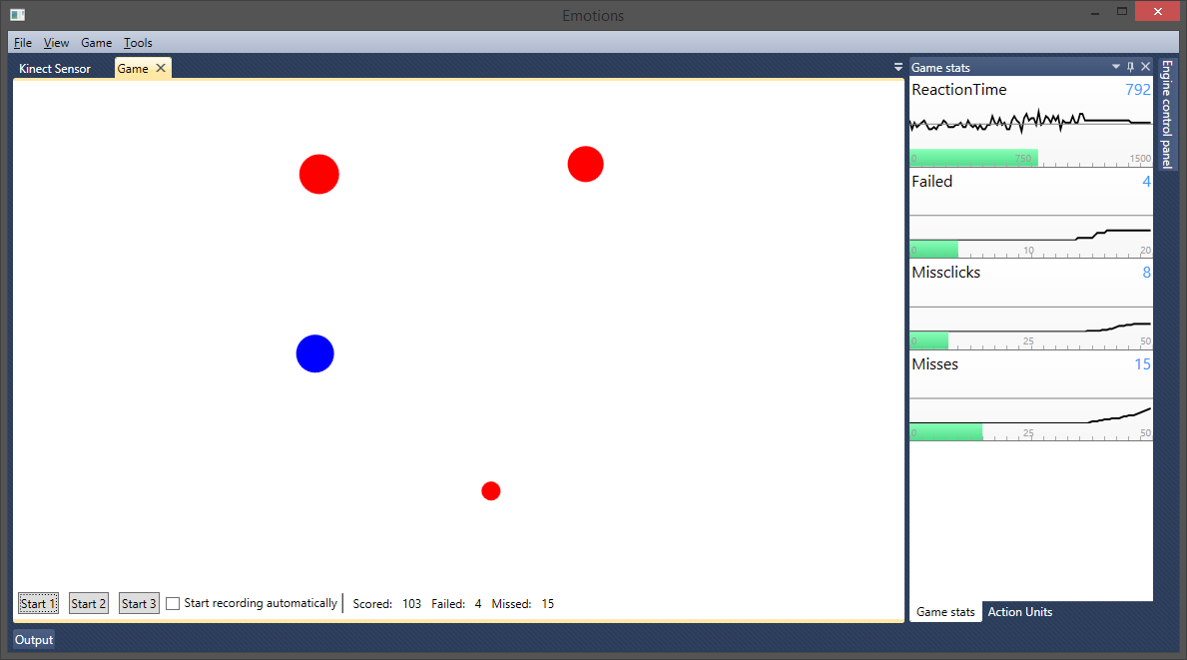 Emotions
File View Game Tools
Kinect Sensor Game
Game stats
ReactionTime 792
0 750 1500
Failed 4
0 10 20
Missclicks 8
0 25 50
Misses 15
0 25 50
Engine control panel
Start 1 Start 2 Start 3 Start recording automatically Scored: 103 Failed: 4 Missed: 15
Game stats Action Units
Output